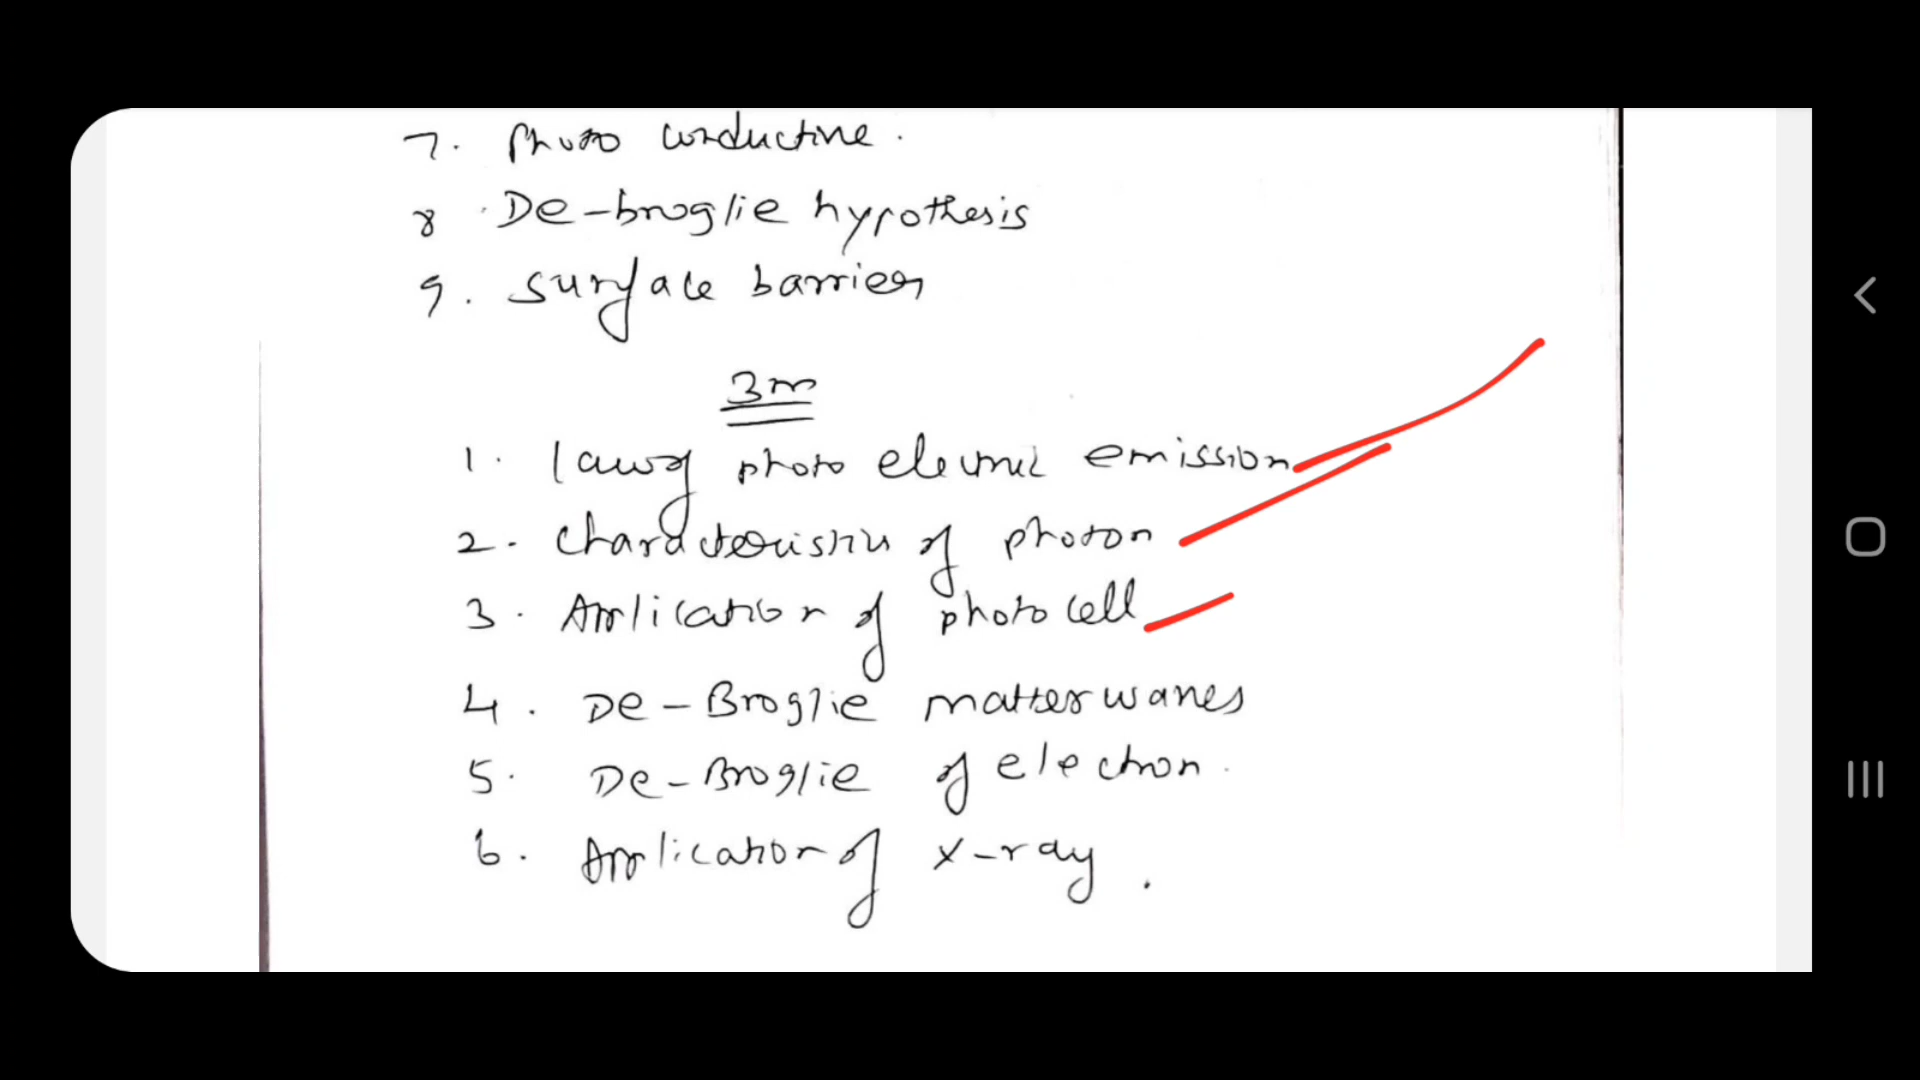 7. Photo conductive.
8. De-broglie hypothesis
9. Surface barrier
3m
1. laws of photo electric emission
2. Characteristics of photon
3. Application of photo cell
4. De-Broglie matter waves
5. De-Broglie of electron.
6. Application of x-ray.